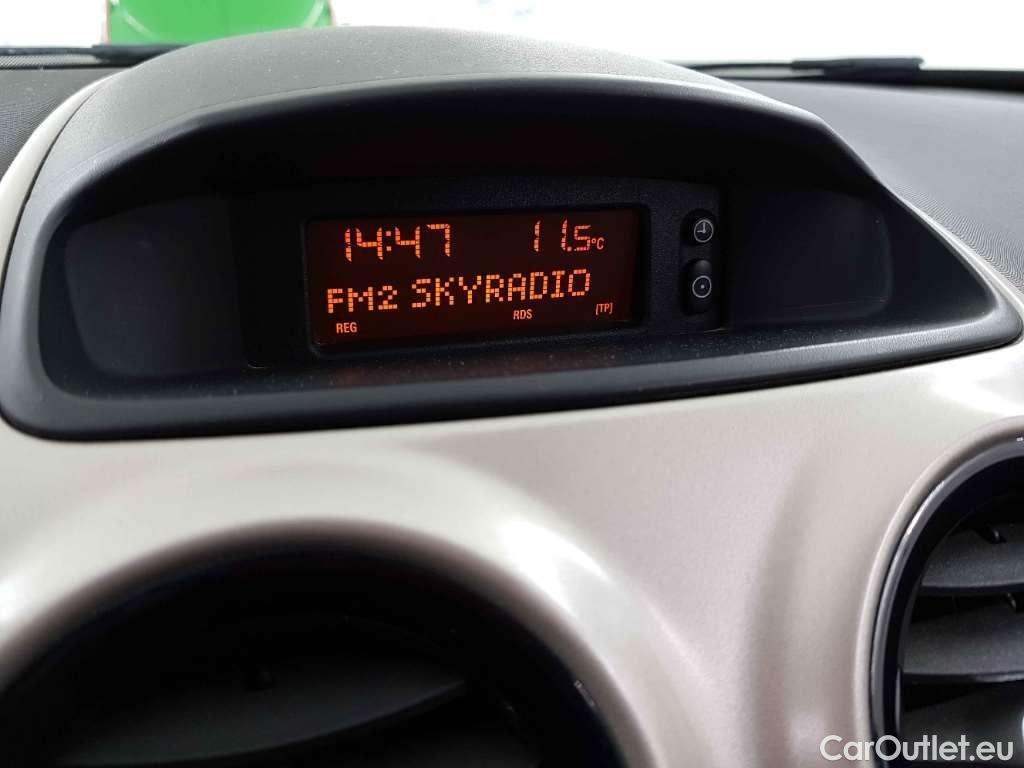 14:47 11.5°C
FM2 SKYRADIO
REG RDS [TP]
CarOutlet.eu